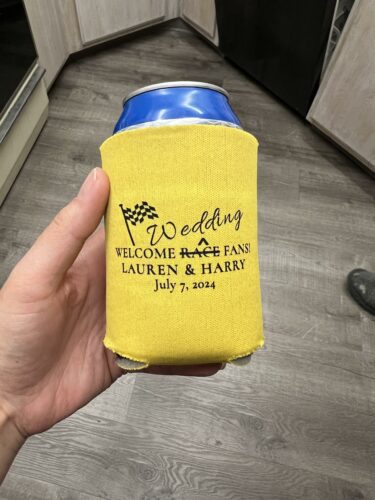 Wedding
WELCOME RACE FANS!
LAUREN & HARRY
July 7, 2024